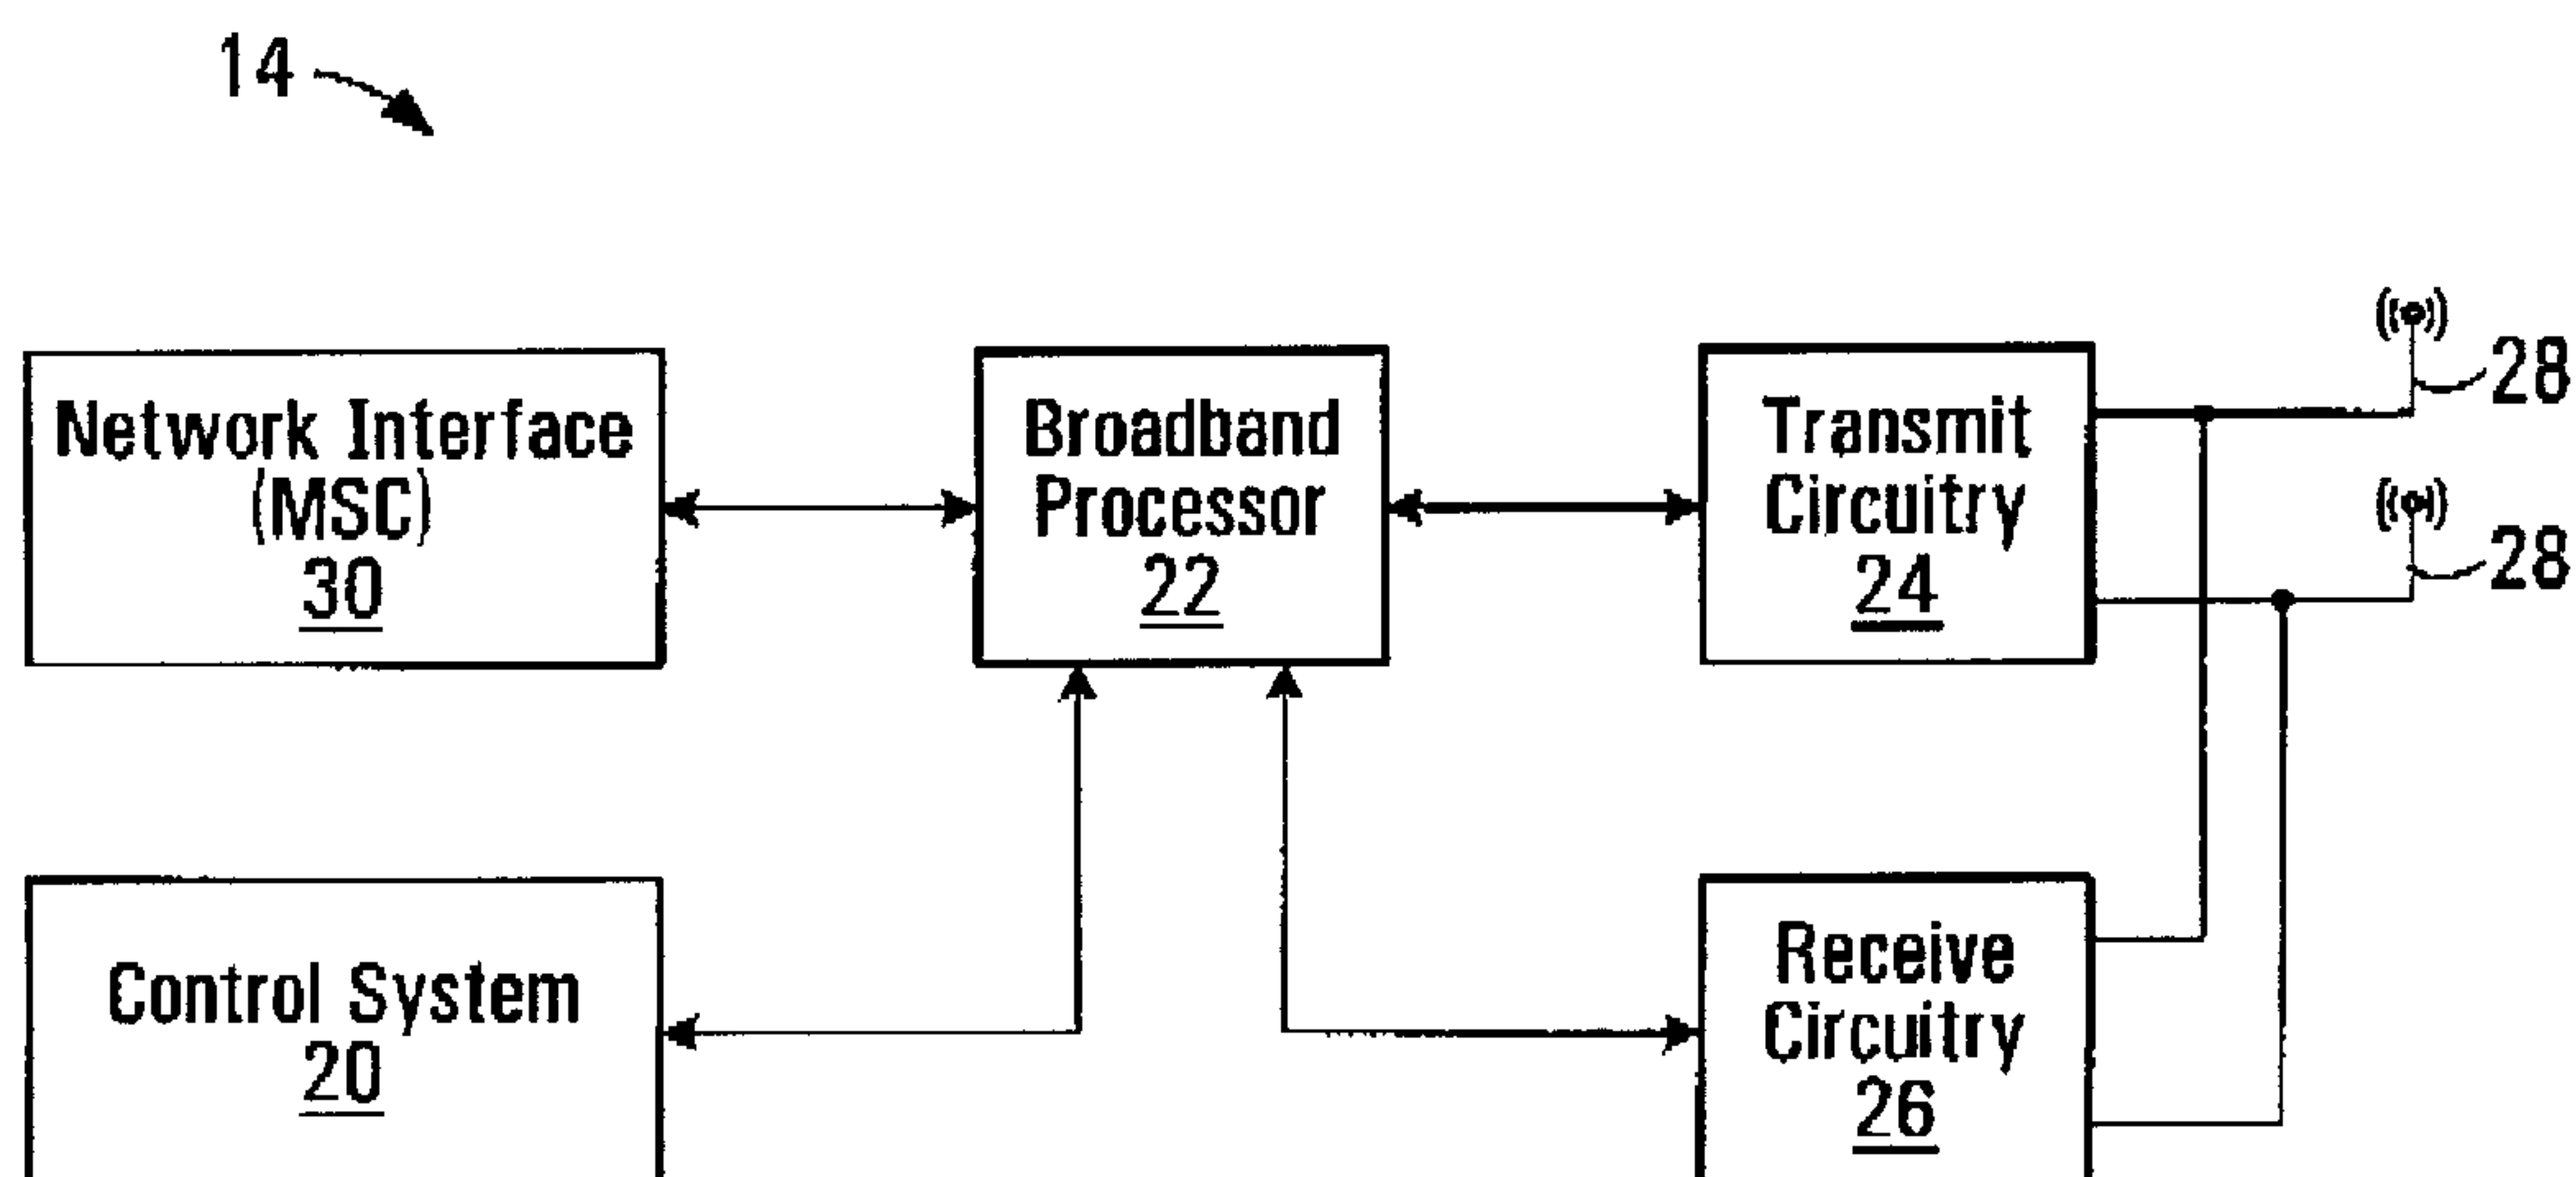 14
Network Interface
(MSC)
30
Broadband
Processor
22
Transmit
Circuitry
24
28
28
Control System
20
Receive
Circuitry
26